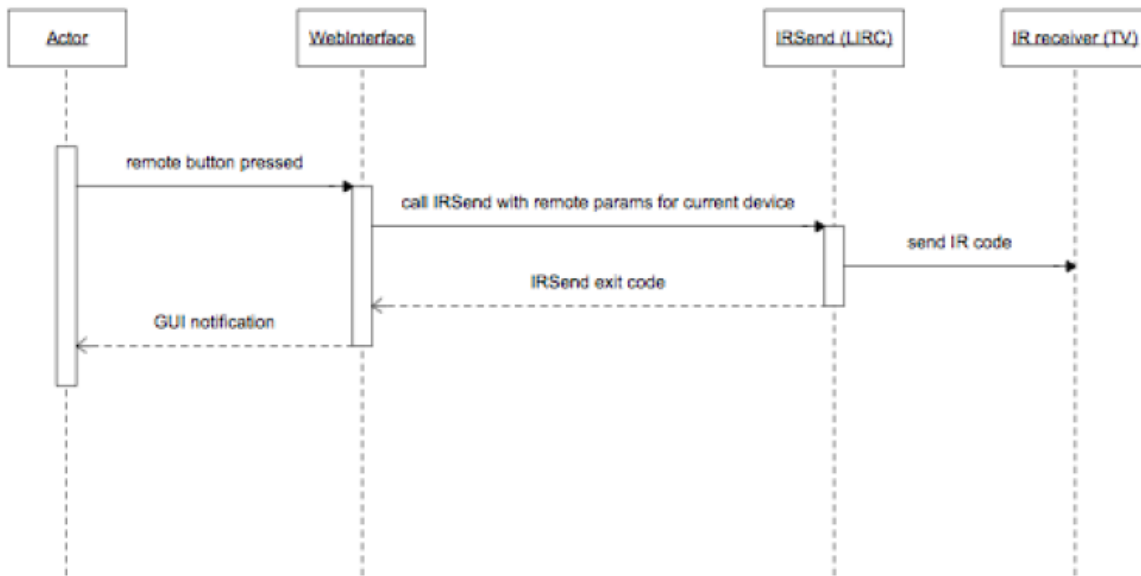 Actor
WebInterface
IRSend (LIRC)
IR receiver (TV)
remote button pressed
call IRSend with remote params for current device
send IR code
IRSend exit code
GUI notification